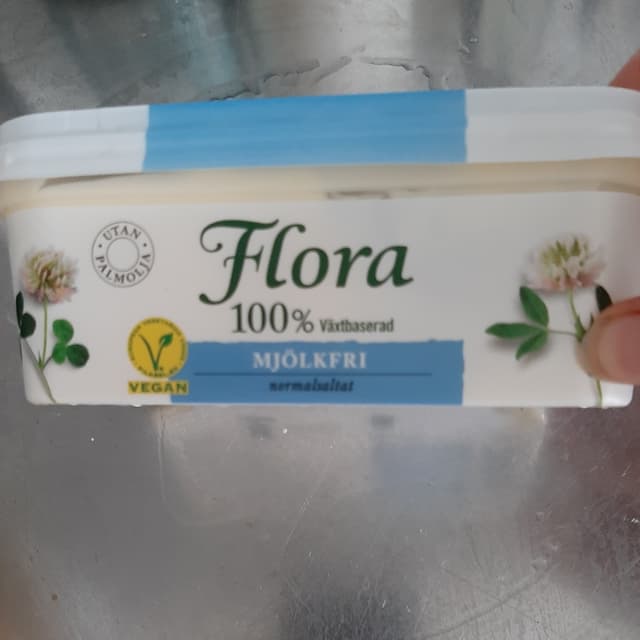 UTAN PALMOLJA
Flora
100% Växtbaserad
MJÖLKFRI
normalsaltat
VEGAN